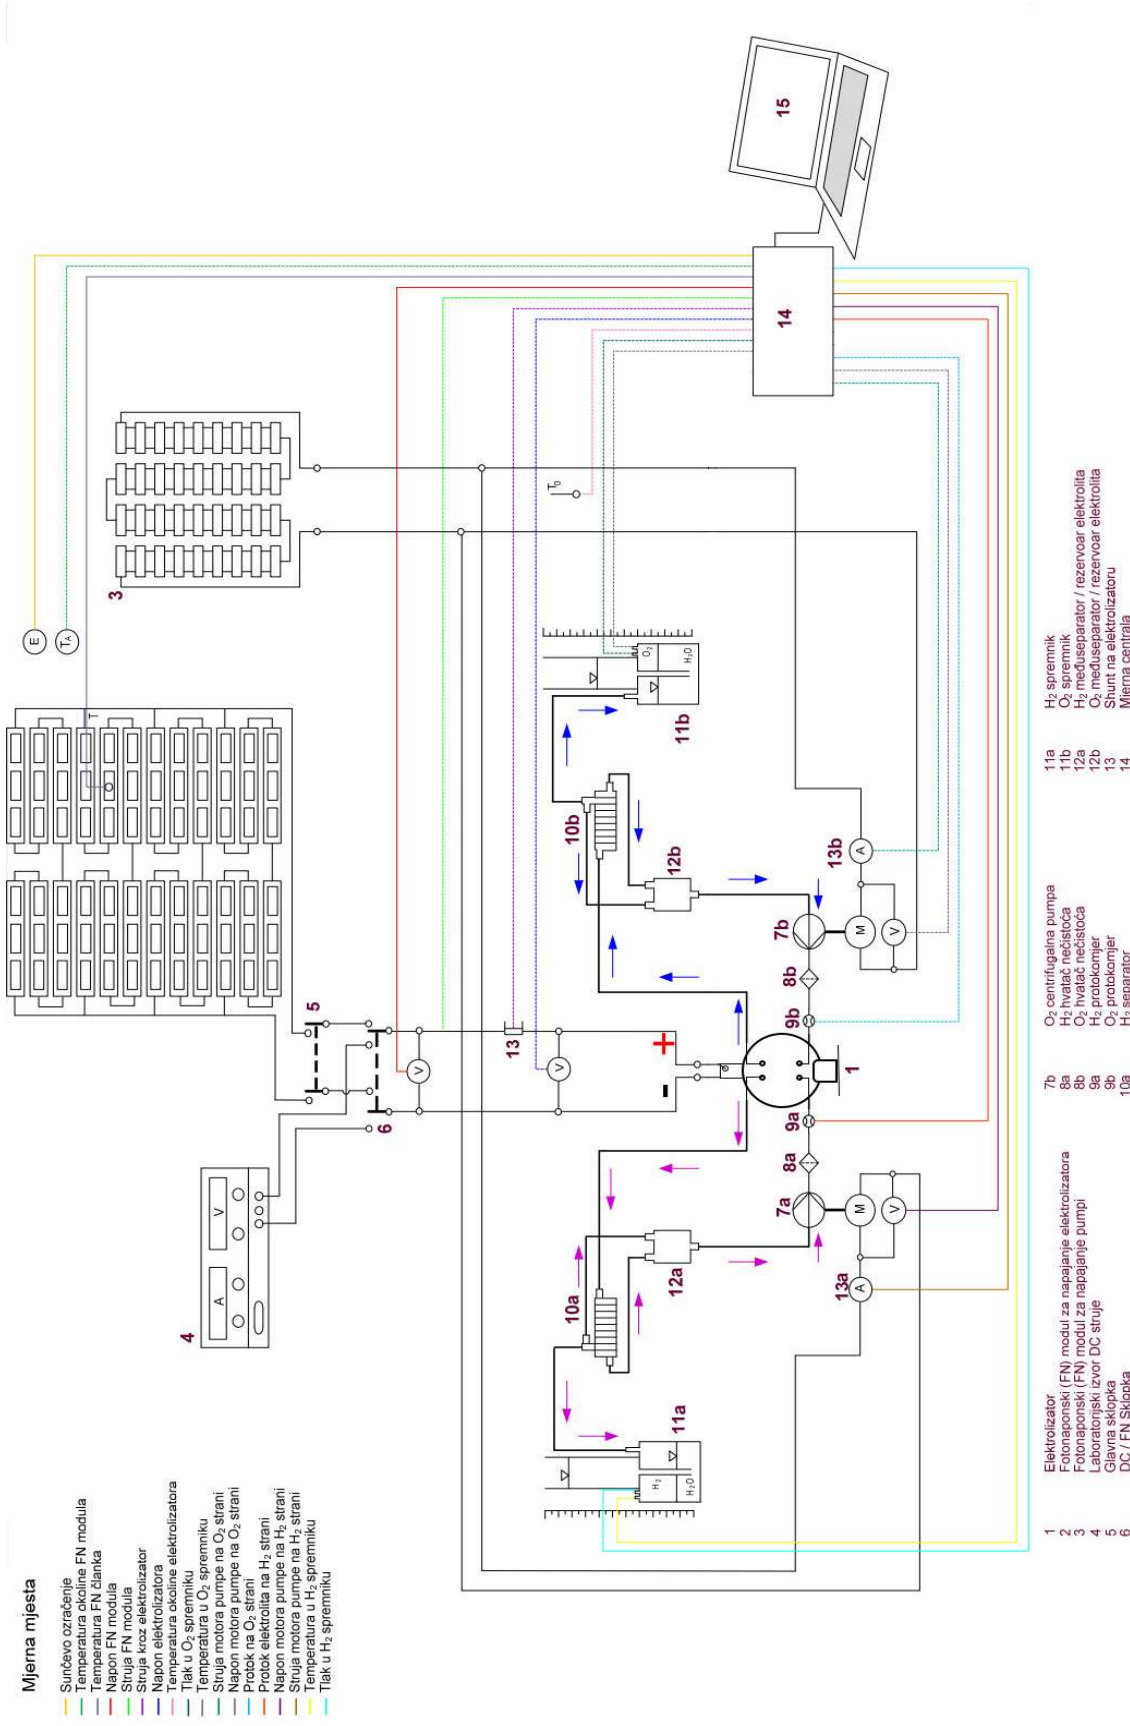 Mjerna mjesta
Sunčevo ozračenje
Temperatura okoline FN modula
Temperatura FN članka
Napon FN modula
Struja FN modula
Struja kroz elektrolizator
Napon elektrolizatora
Temperatura okoline elektrolizatora
Tlak u O₂ spremniku
Temperatura u O₂ spremniku
Struja motora pumpe na O₂ strani
Napon motora pumpe na O₂ strani
Protok na O₂ strani
Protok elektrolita na H₂ strani
Napon motora pumpe na H₂ strani
Struja motora pumpe na H₂ strani
Temperatura u H₂ spremniku
Tlak u H₂ spremniku
4
A
V
5
6
T
E
T_A
3
V
13
V
-
+
T₀
15
14
11a
H₂
H₂O
10a
12a
7a
8a
9a
1
9b
8b
7b
12b
10b
11b
O₂
H₂O
13a
A
M
V
13b
A
M
V
1 Elektrolizator
2 Fotonaponski (FN) modul za napajanje elektrolizatora
3 Fotonaponski (FN) modul za napajanje pumpi
4 Laboratorijski izvor DC struje
5 Glavna sklopka
6 DC / FN Sklopka
7b O₂ centrifugalna pumpa
8a H₂ hvatač nečistoća
8b O₂ hvatač nečistoća
9a H₂ protokomjer
9b O₂ protokomjer
10a H₂ separator
11a H₂ spremnik
11b O₂ spremnik
12a H₂ međuseparator / rezervoar elektrolita
12b O₂ međuseparator / rezervoar elektrolita
13 Shunt na elektrolizatoru
14 Mjerna centrala